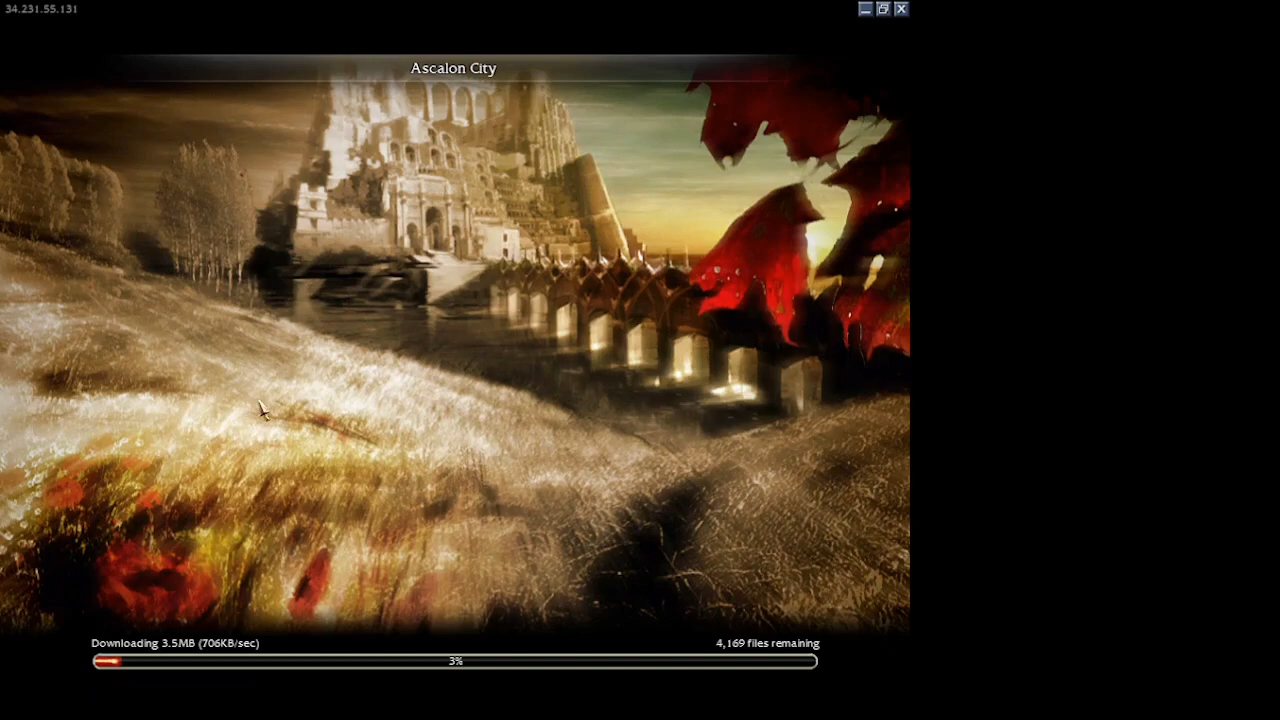 34.231.55.131
Ascalon City
Downloading 3.5MB (706KB/sec)
4,169 files remaining
3%